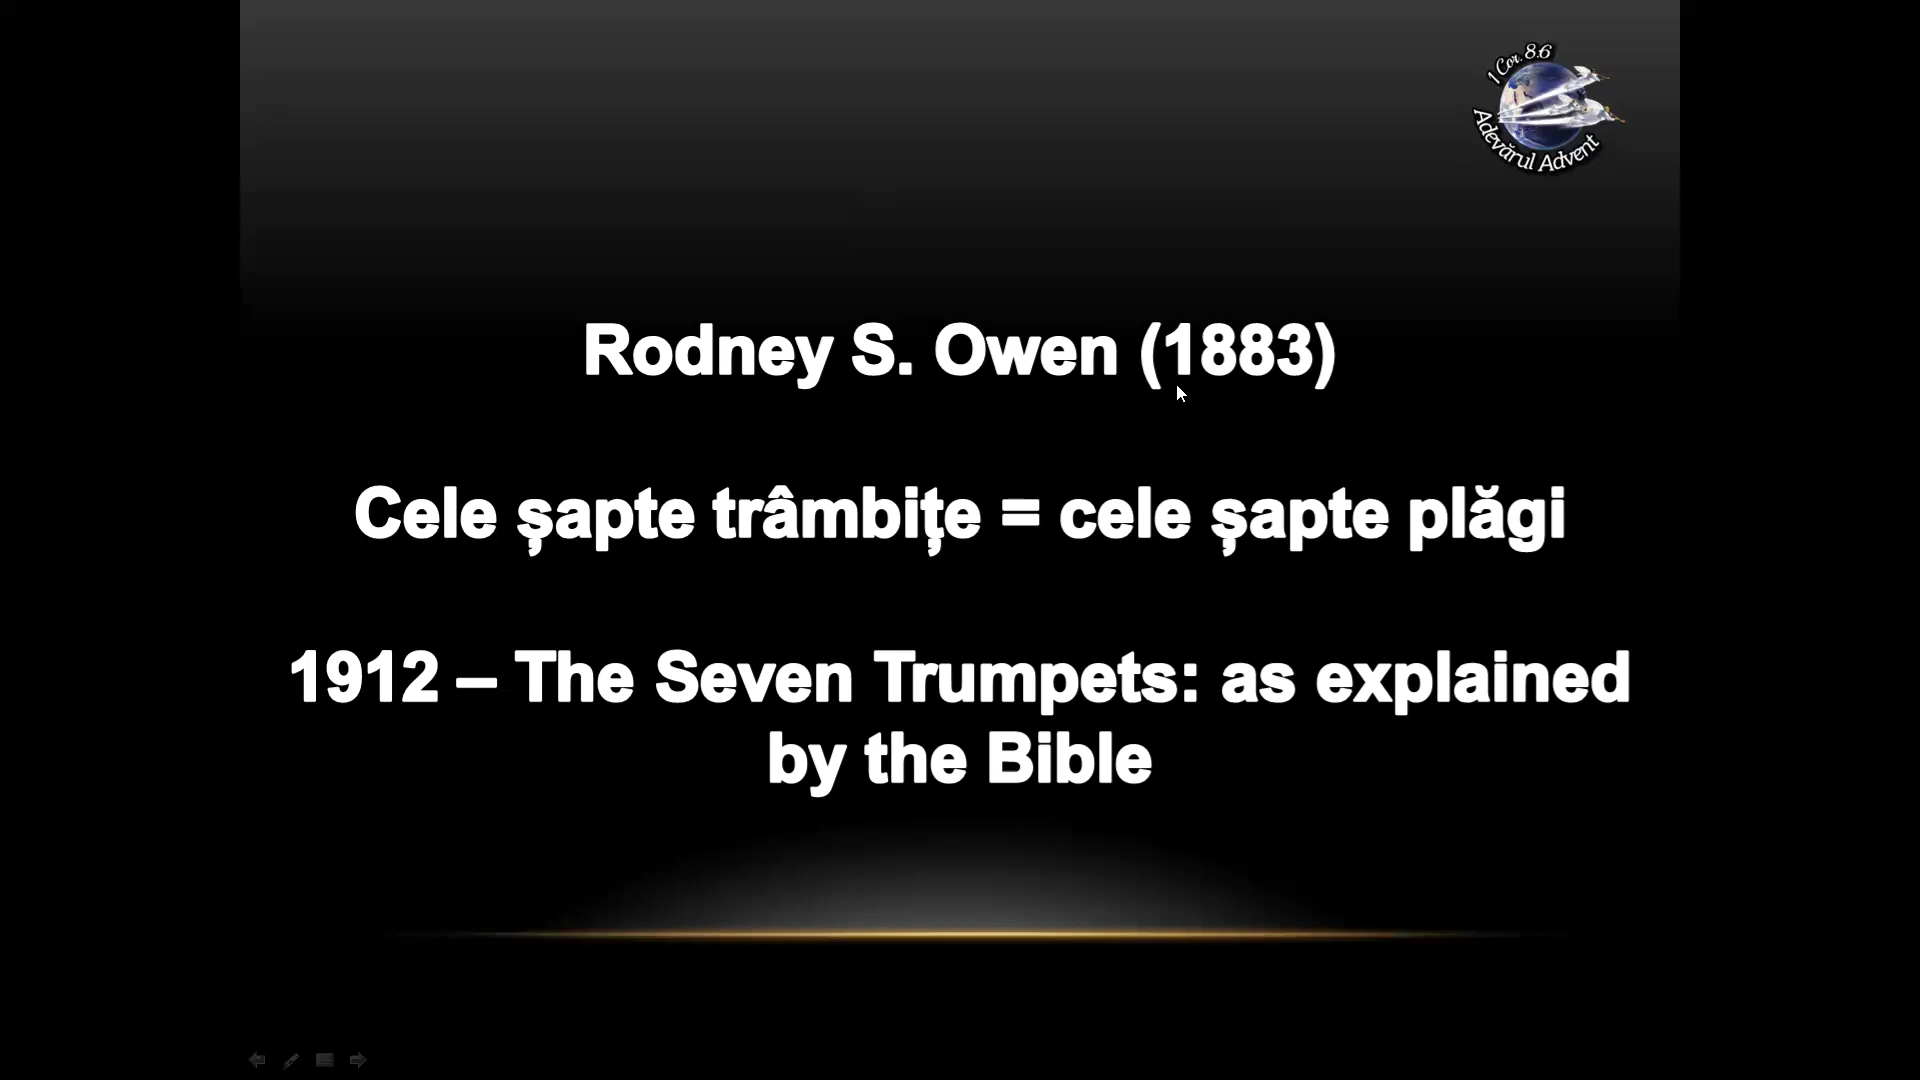 1 Cor. 8:6
Adevărul Advent
Rodney S. Owen (1883)
Cele șapte trâmbițe = cele șapte plăgi
1912 – The Seven Trumpets: as explained
by the Bible